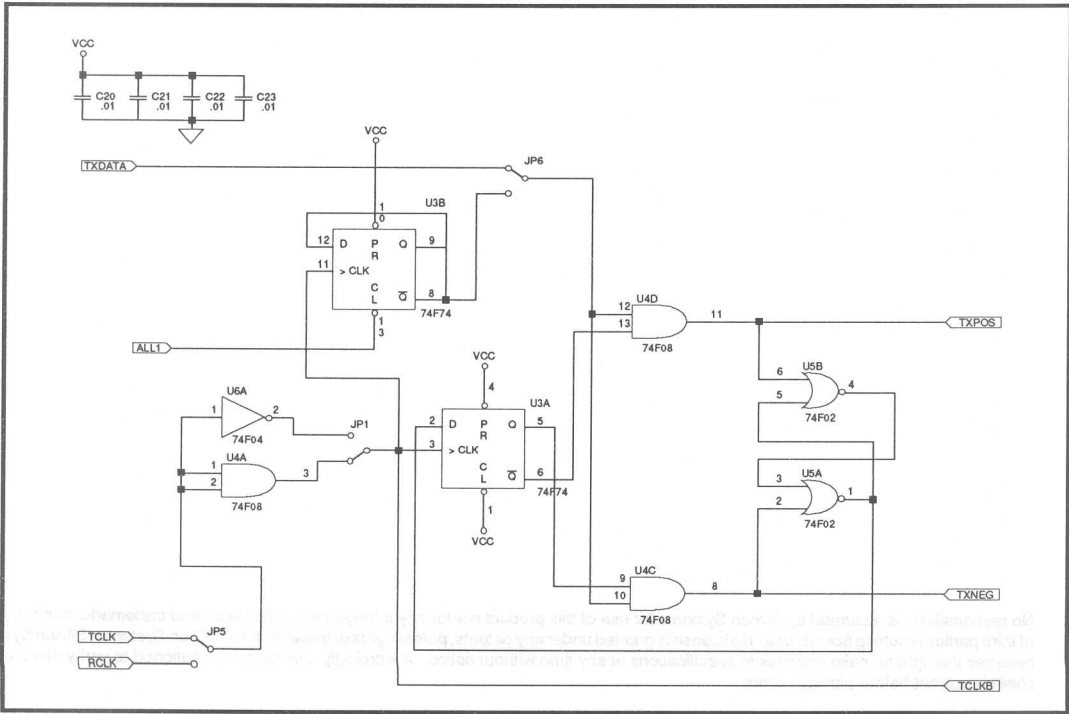 VCC
C20
.01
C21
.01
C22
.01
C23
.01
VCC
TXDATA
JP6
1
0
U3B
12 D P R Q 9
11 > CLK
C L Q 8
74F74
1
3
ALL1
U4D
12
13
11
74F08
TXPOS
VCC
4
U3A
2 D P R Q 5
3 > CLK
C L Q 6
74F74
1
VCC
U6A
1
2
74F04
JP1
U4A
1
2
3
74F08
U5B
6
5
4
74F02
U5A
3
2
1
74F02
U4C
9
10
8
74F08
TXNEG
TCLK
JP5
RCLK
TCLKB